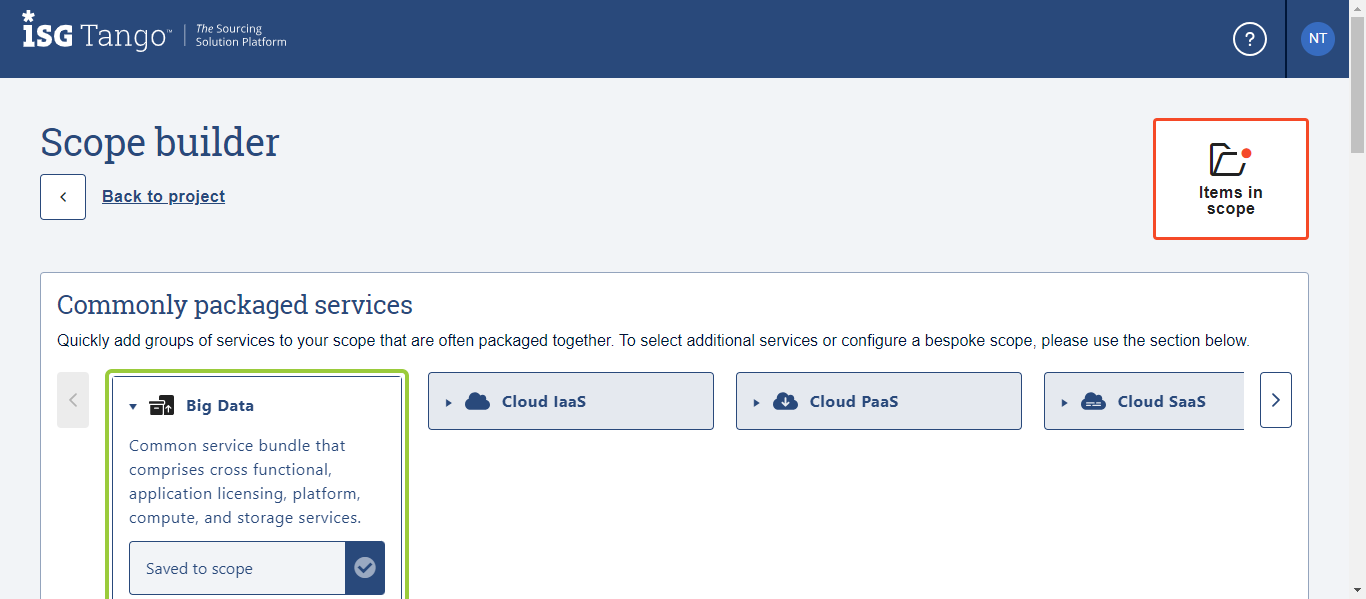 iSG Tango™
The Sourcing
Solution Platform
?
NT
Scope builder
Back to project
Items in
scope
Commonly packaged services
Quickly add groups of services to your scope that are often packaged together. To select additional services or configure a bespoke scope, please use the section below.
Big Data
Common service bundle that
comprises cross functional,
application licensing, platform,
compute, and storage services.
Saved to scope
Cloud IaaS
Cloud PaaS
Cloud SaaS